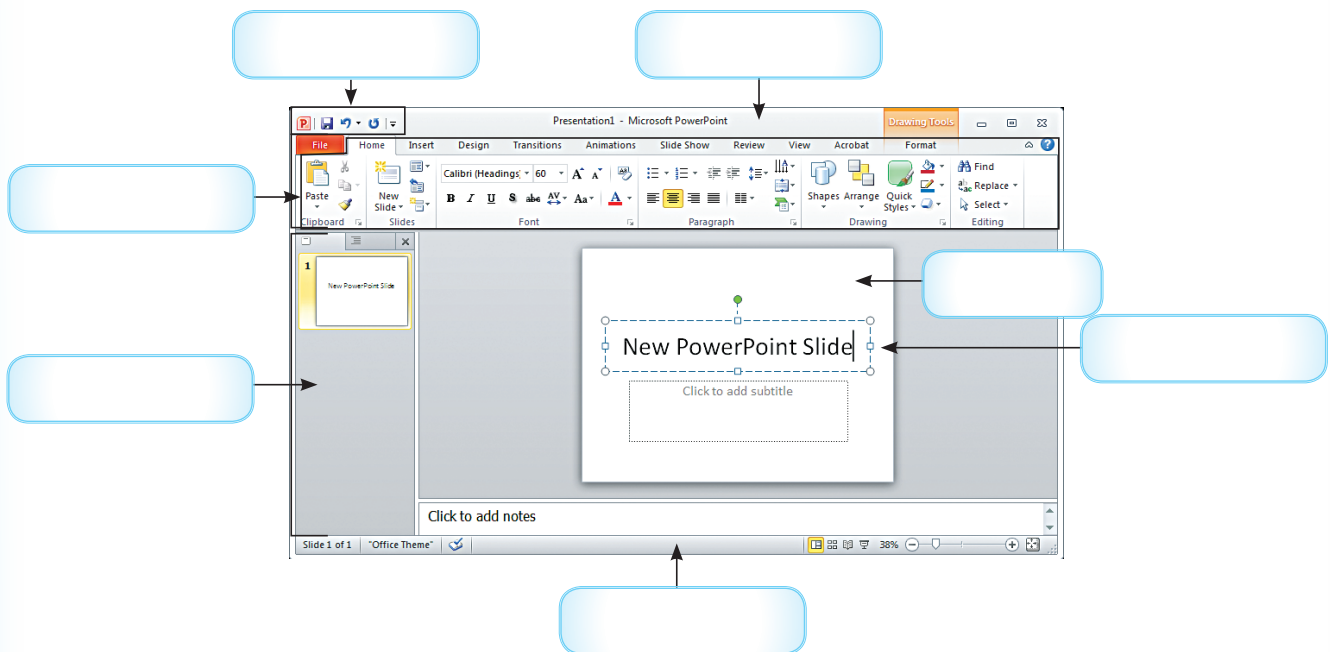 Presentation1 - Microsoft PowerPoint
Drawing Tools
File Home Insert Design Transitions Animations Slide Show Review View Acrobat Format
Calibri (Headings) 60
Find
Replace
Paste
New
Slide
Shapes Arrange Quick
Styles
Select
Clipboard Slides Font Paragraph Drawing Editing
1
New PowerPoint Slide
New PowerPoint Slide
Click to add subtitle
Click to add notes
Slide 1 of 1 "Office Theme" 38%